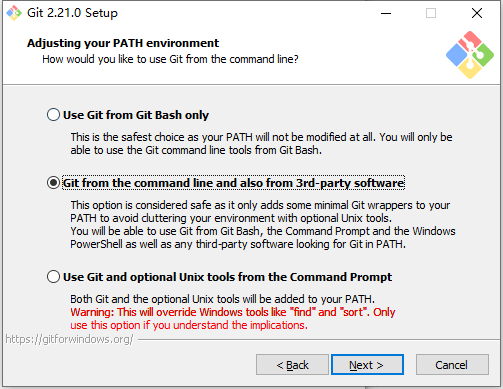 Git 2.21.0 Setup
Adjusting your PATH environment
How would you like to use Git from the command line?
Use Git from Git Bash only
This is the safest choice as your PATH will not be modified at all. You will only be
able to use the Git command line tools from Git Bash.
Git from the command line and also from 3rd-party software
This option is considered safe as it only adds some minimal Git wrappers to your
PATH to avoid cluttering your environment with optional Unix tools.
You will be able to use Git from Git Bash, the Command Prompt and the Windows
PowerShell as well as any third-party software looking for Git in PATH.
Use Git and optional Unix tools from the Command Prompt
Both Git and the optional Unix tools will be added to your PATH.
Warning: This will override Windows tools like "find" and "sort". Only
use this option if you understand the implications.
https://gitforwindows.org/
< Back Next > Cancel